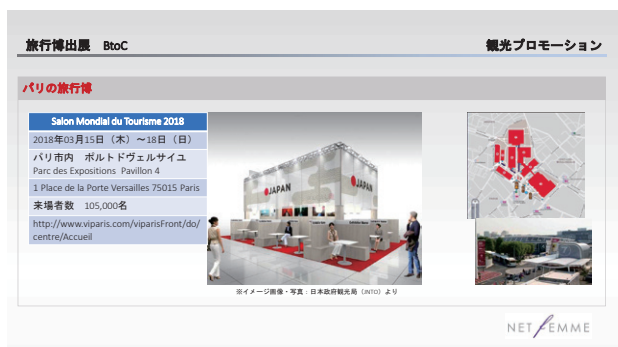 旅行博出展 BtoC
観光プロモーション
パリの旅行博
Salon Mondial du Tourisme 2018
2018年03月15日（木）～18日（日）
パリ市内 ポルトドヴェルサイユ
Parc des Expositions Pavillon 4
1 Place de la Porte Versailles 75015 Paris
来場者数 105,000名
http://www.viparis.com/viparisFront/do/
centre/Accueil
JAPAN
JAPAN
※イメージ画像・写真：日本政府観光局（JNTO）より
NET FEMME